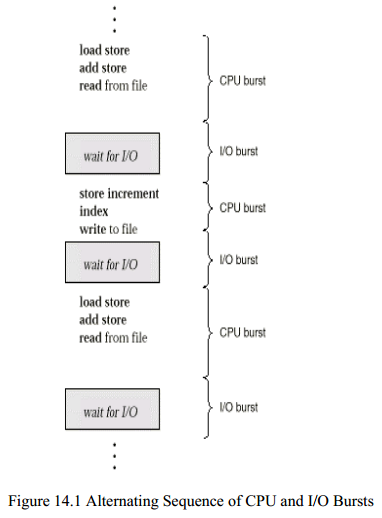 load store
add store
read from file
CPU burst
wait for I/O
I/O burst
store increment
index
write to file
CPU burst
wait for I/O
I/O burst
load store
add store
read from file
CPU burst
wait for I/O
I/O burst
Figure 14.1 Alternating Sequence of CPU and I/O Bursts